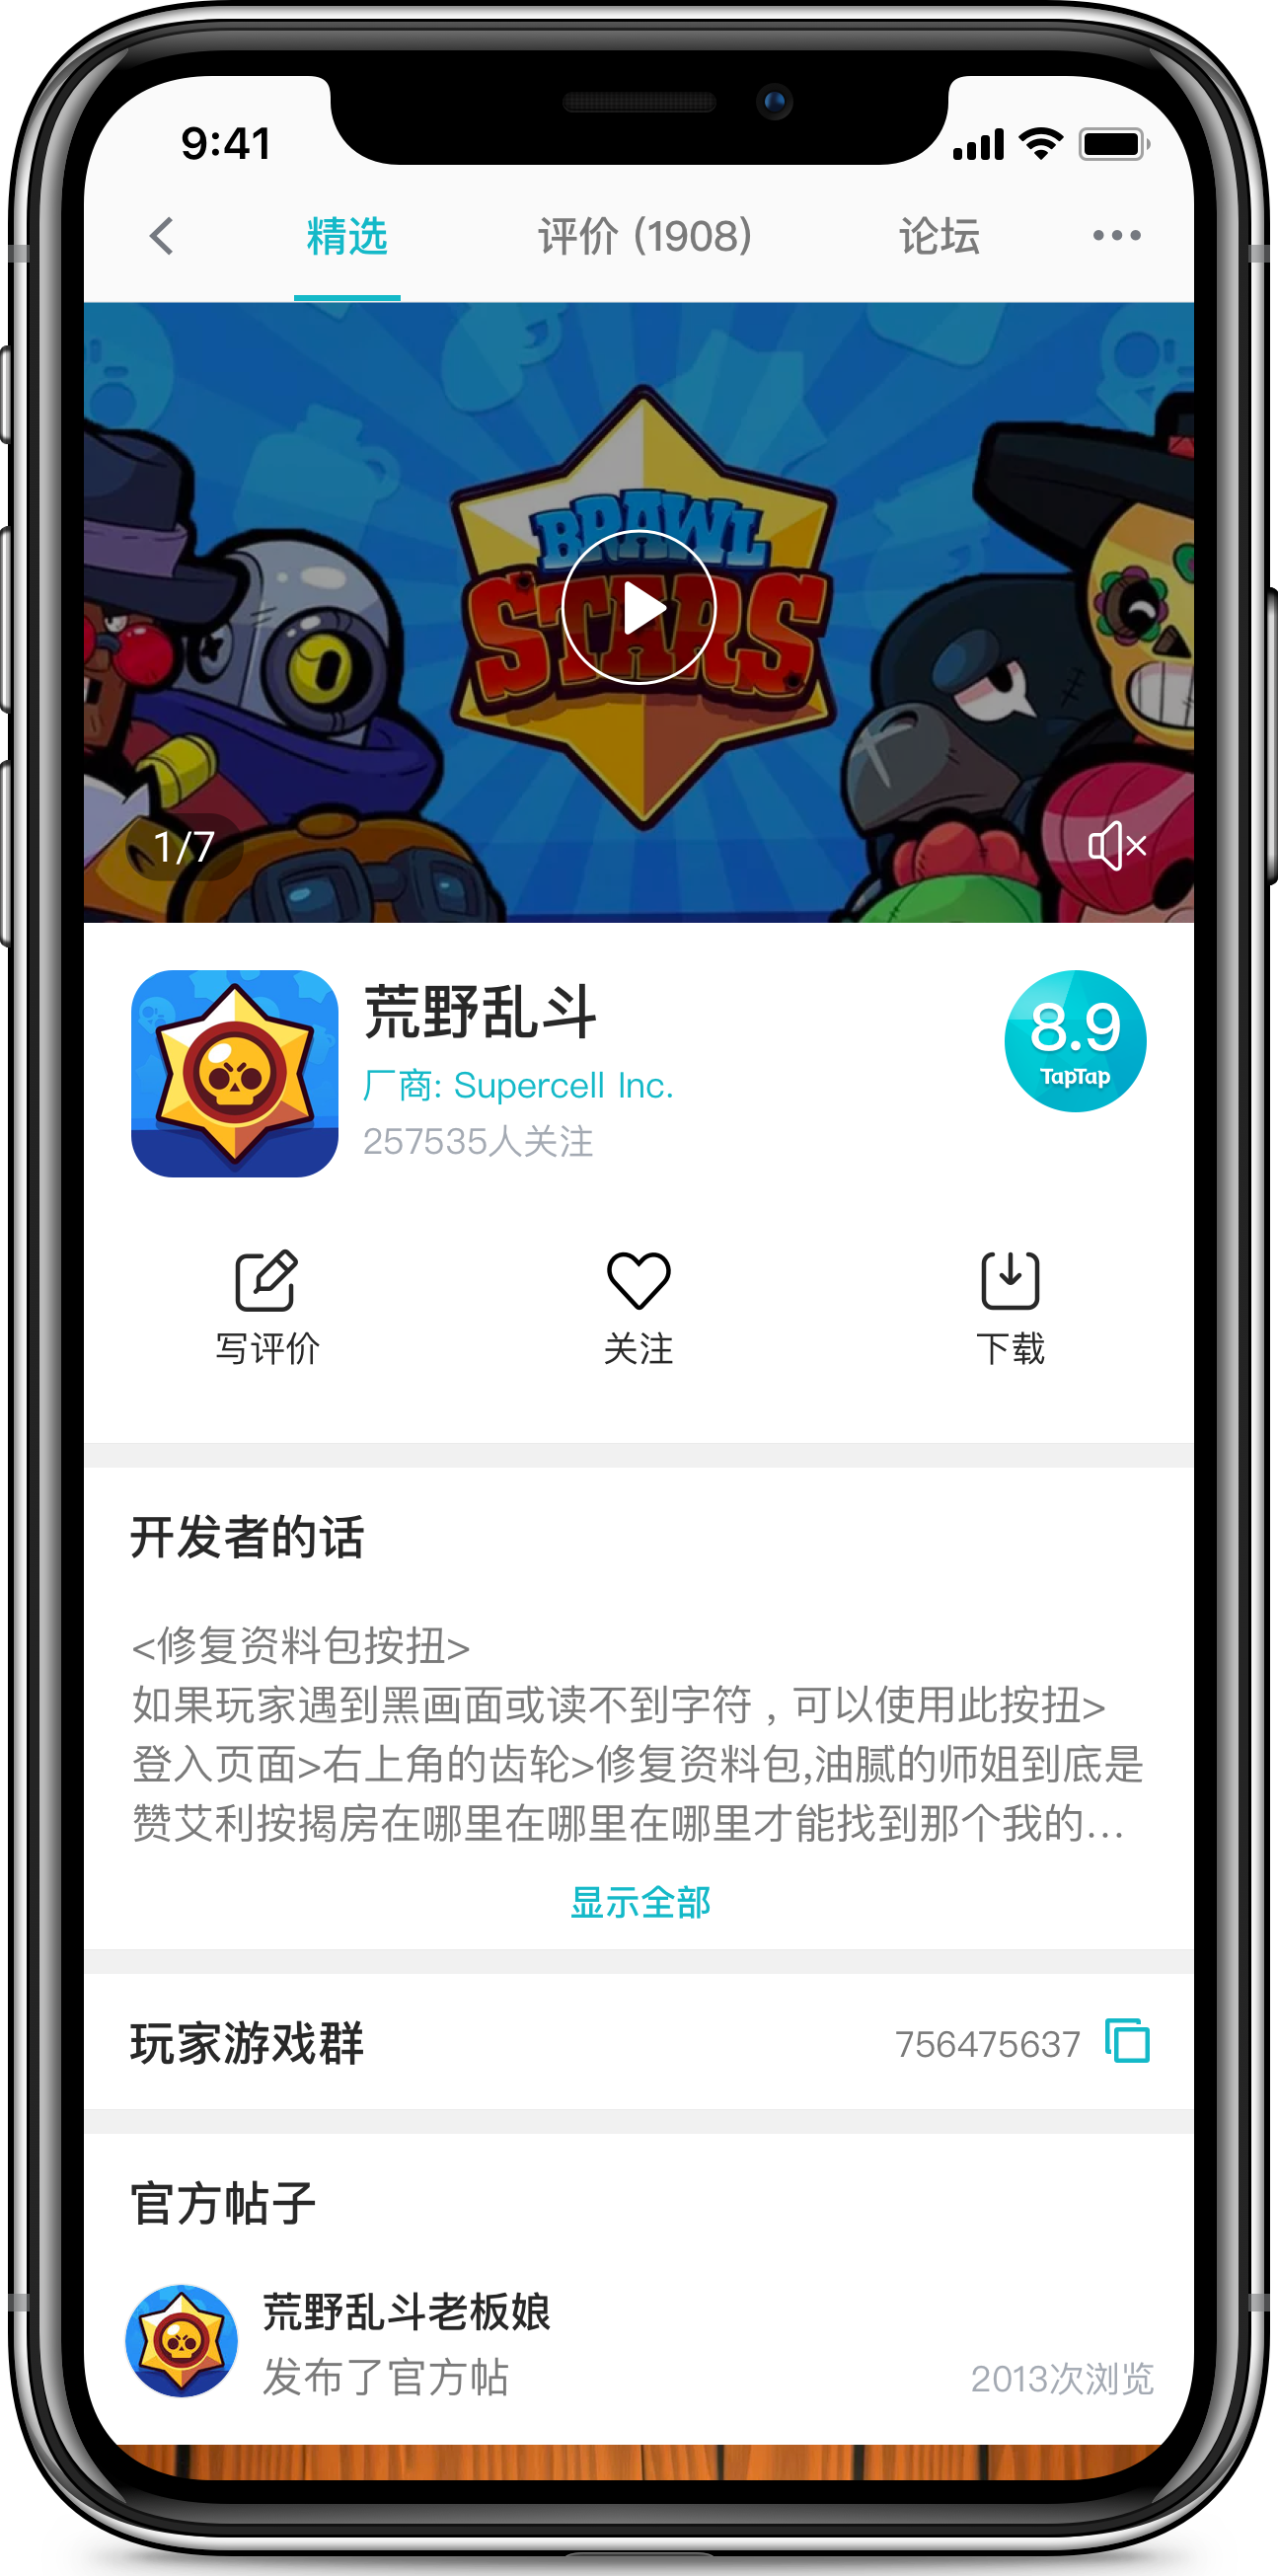 9:41
精选 评价 (1908) 论坛
BRAWL
STARS
1/7
荒野乱斗
8.9
厂商: Supercell Inc.
TapTap
257535人关注
写评价 关注 下载
开发者的话
<修复资料包按扭>
如果玩家遇到黑画面或读不到字符，可以使用此按扭>
登入页面>右上角的齿轮>修复资料包,油腻的师姐到底是
赞艾利按揭房在哪里在哪里在哪里才能找到那个我的...
显示全部
玩家游戏群 756475637
官方帖子
荒野乱斗老板娘
发布了官方帖 2013次浏览